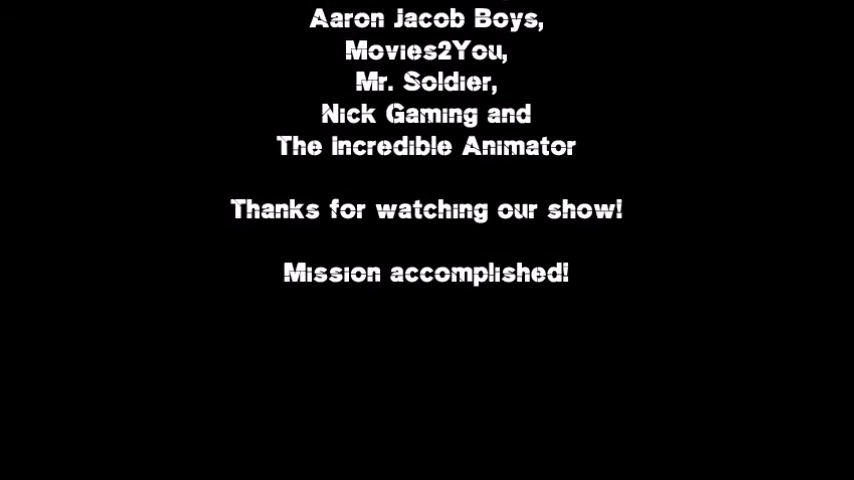 Aaron Jacob Boys,
Movies2You,
Mr. Soldier,
Nick Gaming and
The Incredible Animator
Thanks for watching our show!
Mission accomplished!